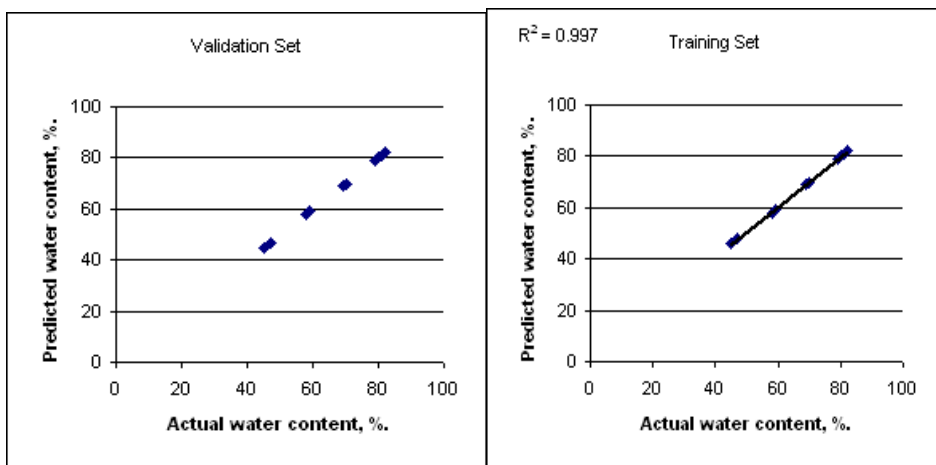 Validation Set
100
80
60
40
20
0
0 20 40 60 80 100
Predicted water content, %.
Actual water content, %.
R² = 0.997
Training Set
100
80
60
40
20
0
0 20 40 60 80 100
Predicted water content, %.
Actual water content, %.